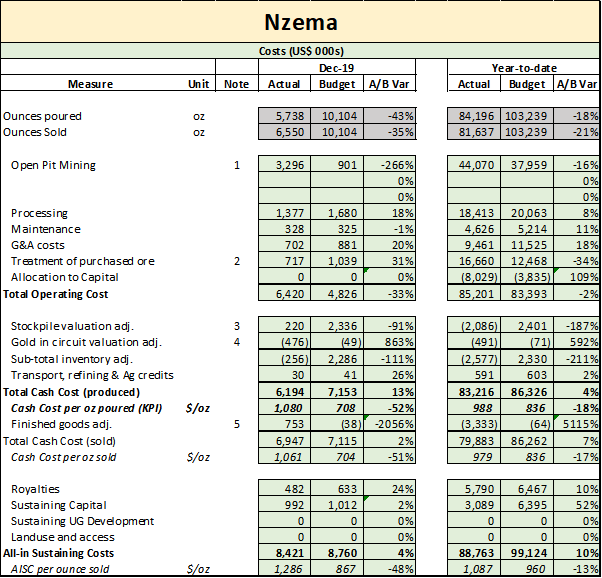 Nzema
Costs (US$ 000s)
Dec-19 Year-to-date
Measure Unit Note Actual Budget A/B Var Actual Budget A/B Var
Ounces poured oz 5,738 10,104 -43% 84,196 103,239 -18%
Ounces Sold oz 6,550 10,104 -35% 81,637 103,239 -21%
Open Pit Mining 1 3,296 901 -266% 44,070 37,959 -16%
0% 0%
0% 0%
Processing 1,377 1,680 18% 18,413 20,063 8%
Maintenance 328 325 -1% 4,626 5,214 11%
G&A costs 702 881 20% 9,461 11,525 18%
Treatment of purchased ore 2 717 1,039 31% 16,660 12,468 -34%
Allocation to Capital 0 0 0% (8,029) (3,835) 109%
Total Operating Cost 6,420 4,826 -33% 85,201 83,393 -2%
Stockpile valuation adj. 3 220 2,336 -91% (2,086) 2,401 -187%
Gold in circuit valuation adj. 4 (476) (49) 863% (491) (71) 592%
Sub-total inventory adj. (256) 2,286 -111% (2,577) 2,330 -211%
Transport, refining & Ag credits 30 41 26% 591 603 2%
Total Cash Cost (produced) 6,194 7,153 13% 83,216 86,326 4%
Cash Cost per oz poured (KPI) $/oz 1,080 708 -52% 988 836 -18%
Finished goods adj. 5 753 (38) -2056% (3,333) (64) 5115%
Total Cash Cost (sold) 6,947 7,115 2% 79,883 86,262 7%
Cash Cost per oz sold $/oz 1,061 704 -51% 979 836 -17%
Royalties 482 633 24% 5,790 6,467 10%
Sustaining Capital 992 1,012 2% 3,089 6,395 52%
Sustaining UG Development 0 0 0% 0 0 0%
Landuse and access 0 0 0% 0 0 0%
All-in Sustaining Costs 8,421 8,760 4% 88,763 99,124 10%
AISC per ounce sold $/oz 1,286 867 -48% 1,087 960 -13%